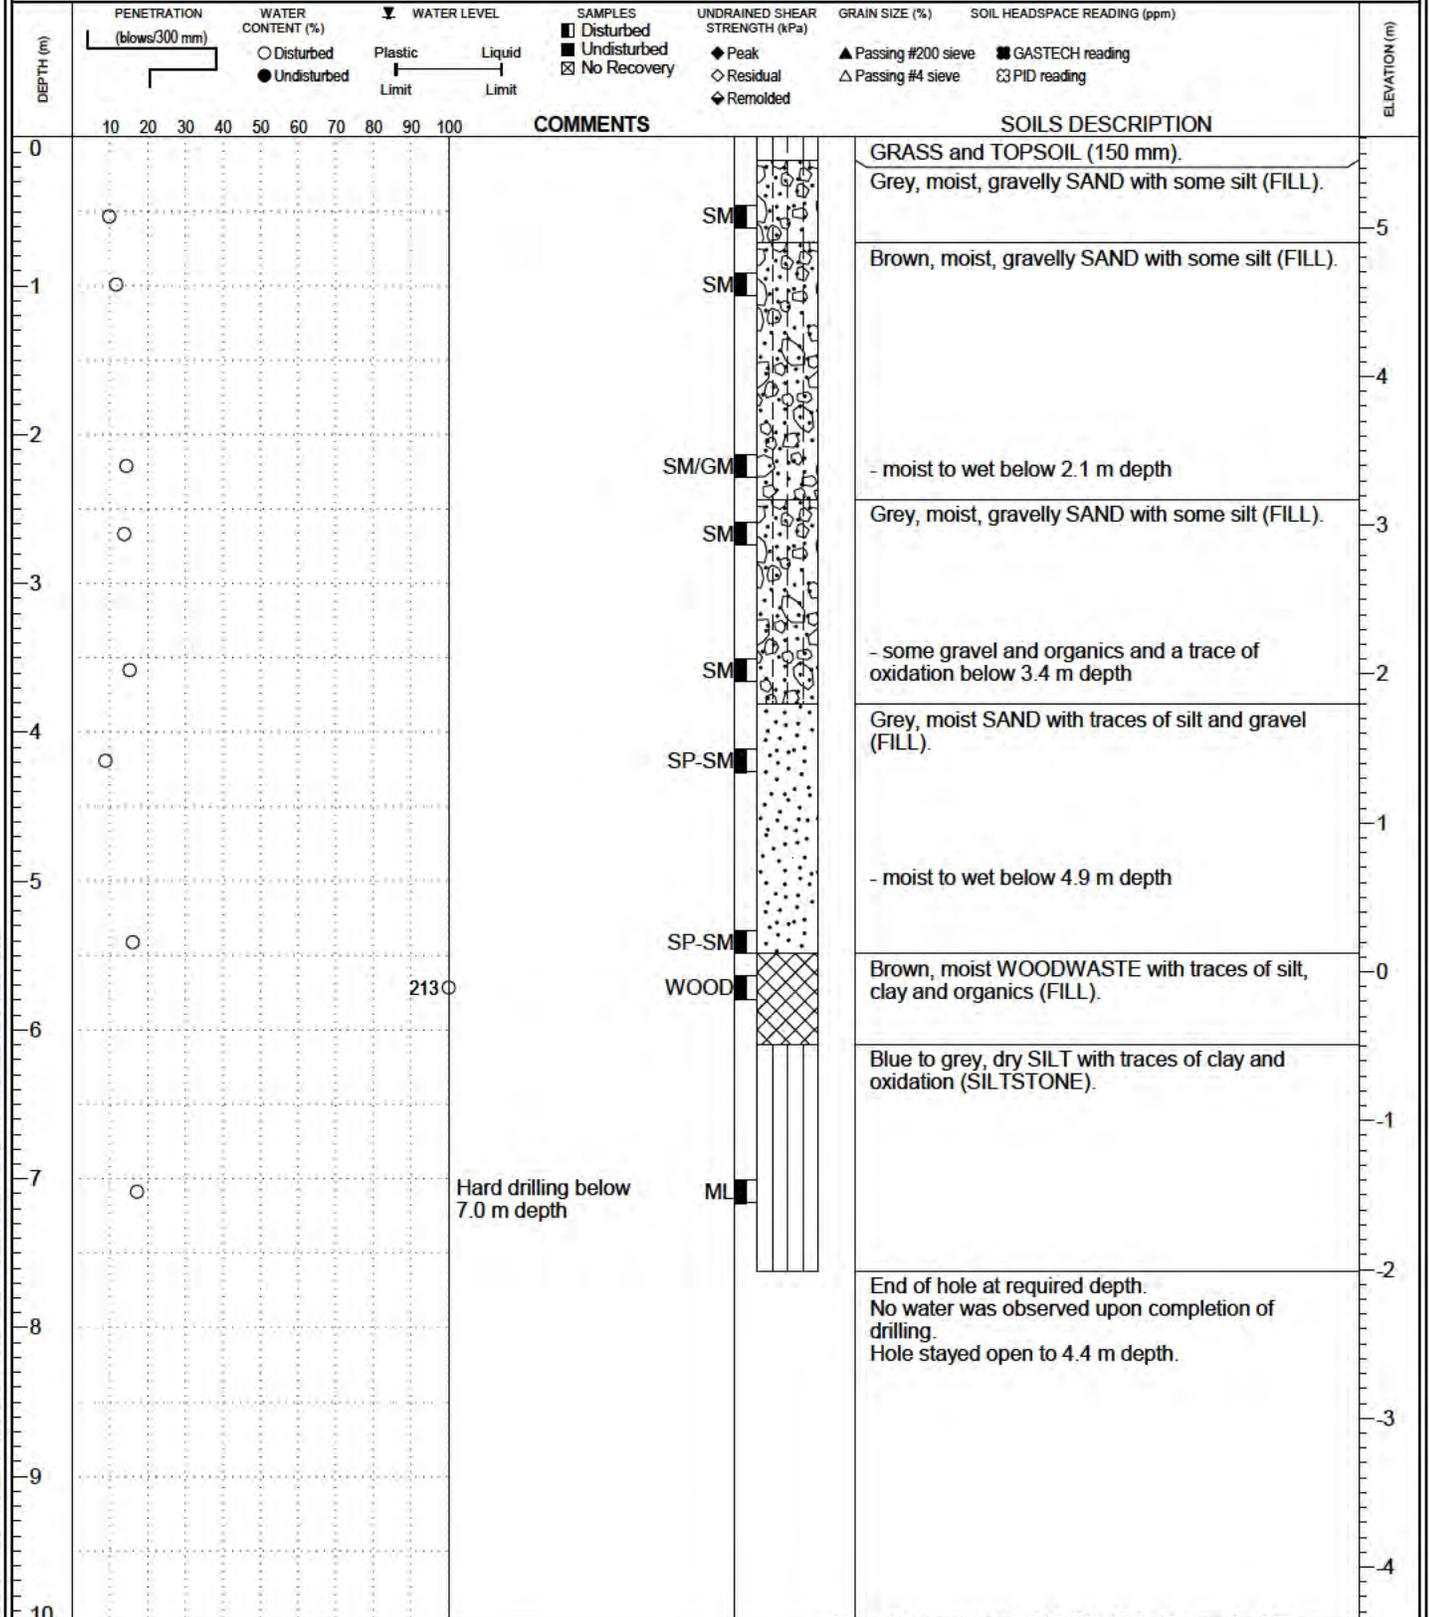 PENETRATION
(blows/300 mm)
WATER
CONTENT (%)
Disturbed
Undisturbed
WATER LEVEL
Plastic Liquid
Limit Limit
SAMPLES
Disturbed
Undisturbed
No Recovery
UNDRAINED SHEAR
STRENGTH (kPa)
Peak
Residual
Remolded
GRAIN SIZE (%)
Passing #200 sieve
Passing #4 sieve
SOIL HEADSPACE READING (ppm)
GASTECH reading
PID reading
DEPTH (m)
ELEVATION (m)
10 20 30 40 50 60 70 80 90 100
COMMENTS
SOILS DESCRIPTION
0
GRASS and TOPSOIL (150 mm).
Grey, moist, gravelly SAND with some silt (FILL).
SM
5
Brown, moist, gravelly SAND with some silt (FILL).
1
SM
4
2
SM/GM
- moist to wet below 2.1 m depth
Grey, moist, gravelly SAND with some silt (FILL).
3
SM
3
- some gravel and organics and a trace of
oxidation below 3.4 m depth
SM
2
Grey, moist SAND with traces of silt and gravel
(FILL).
4
SP-SM
1
5
- moist to wet below 4.9 m depth
SP-SM
Brown, moist WOODWASTE with traces of silt,
clay and organics (FILL).
0
213
WOOD
6
Blue to grey, dry SILT with traces of clay and
oxidation (SILTSTONE).
-1
7
Hard drilling below
7.0 m depth
ML
-2
End of hole at required depth.
No water was observed upon completion of
drilling.
Hole stayed open to 4.4 m depth.
8
-3
9
-4
10